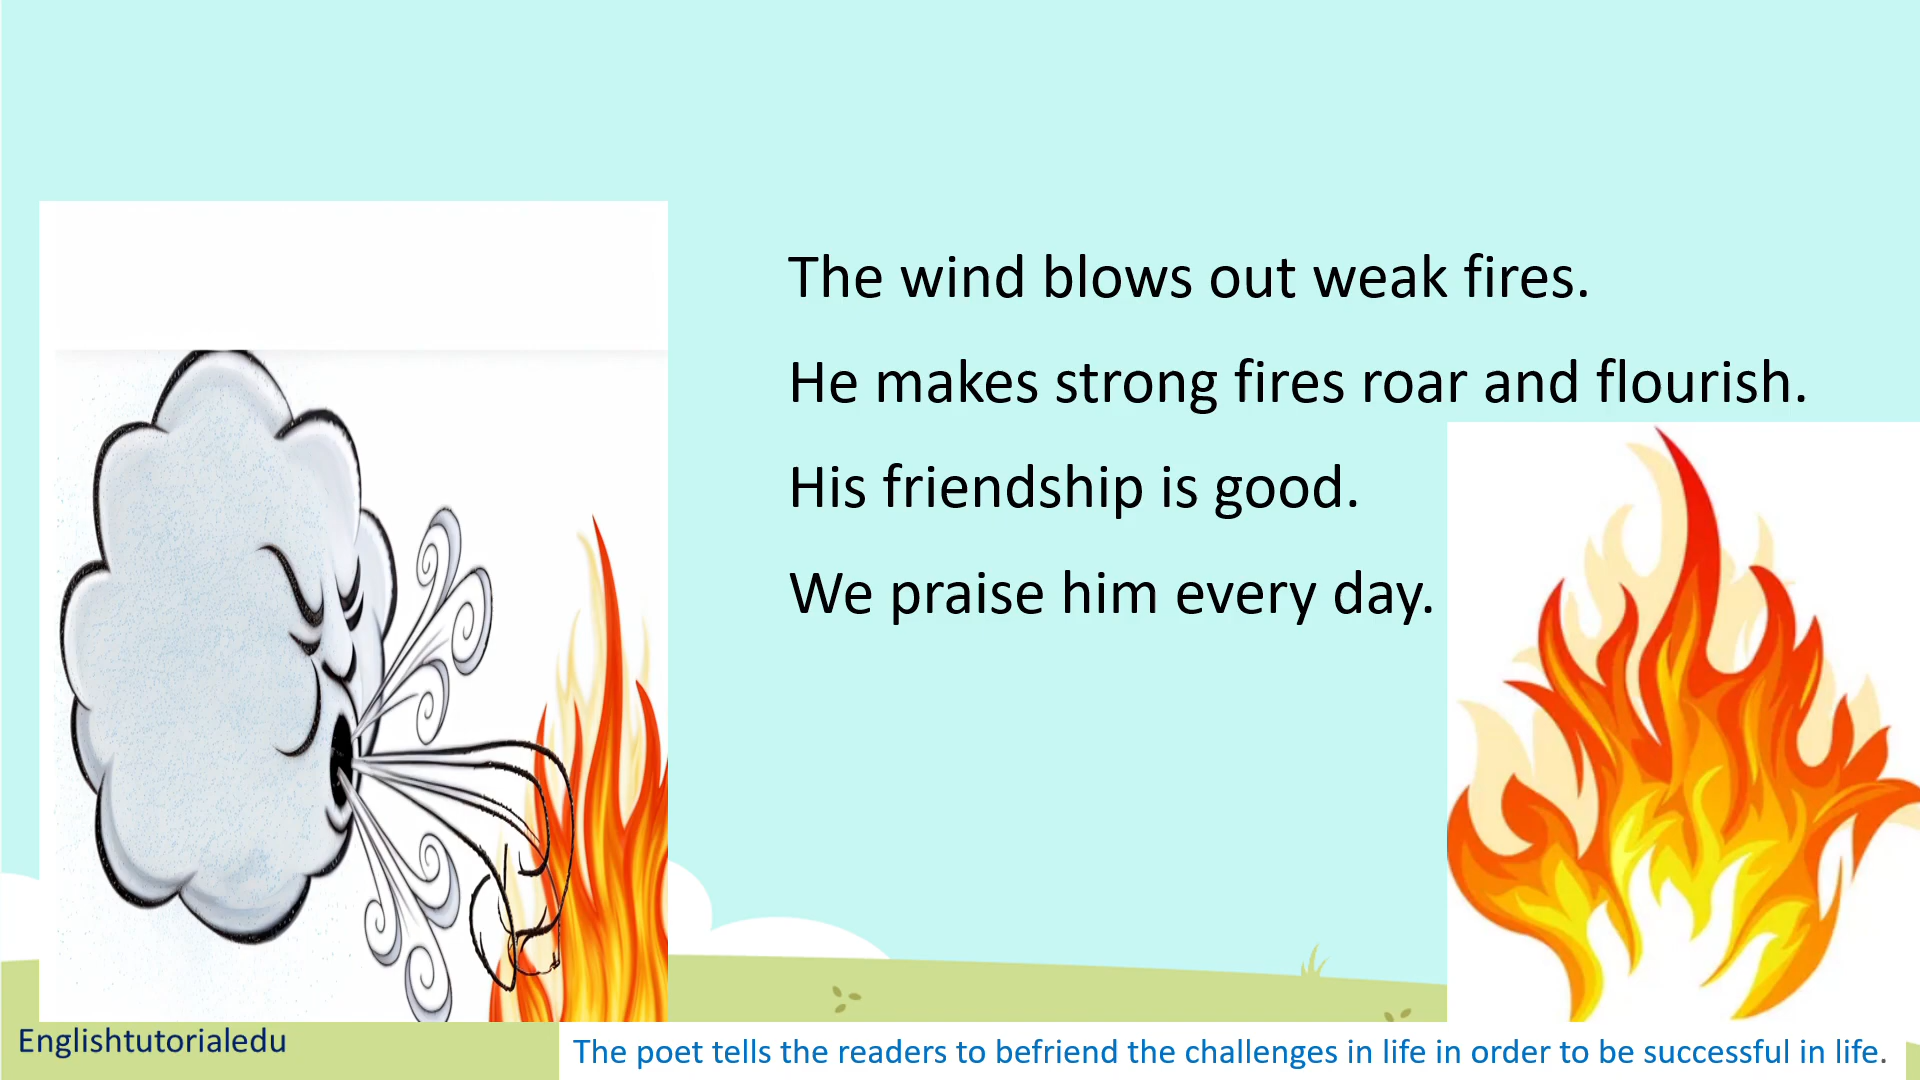 The wind blows out weak fires.
He makes strong fires roar and flourish.
His friendship is good.
We praise him every day.
Englishtutorialedu
The poet tells the readers to befriend the challenges in life in order to be successful in life.